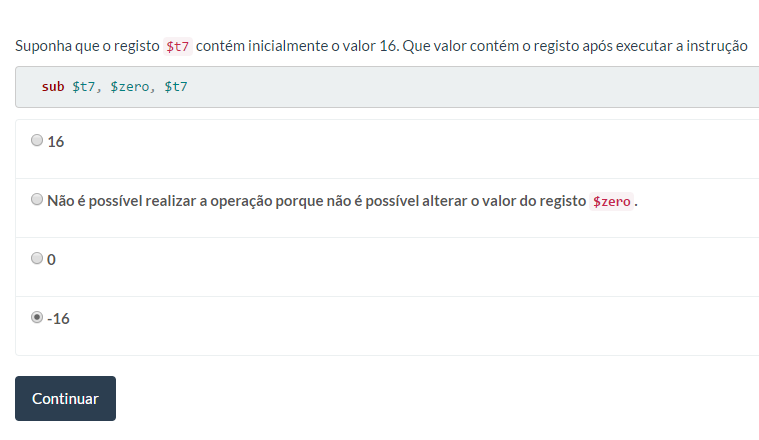 Suponha que o registo $t7 contém inicialmente o valor 16. Que valor contém o registo após executar a instrução
sub $t7, $zero, $t7
16
Não é possível realizar a operação porque não é possível alterar o valor do registo $zero.
0
-16
Continuar